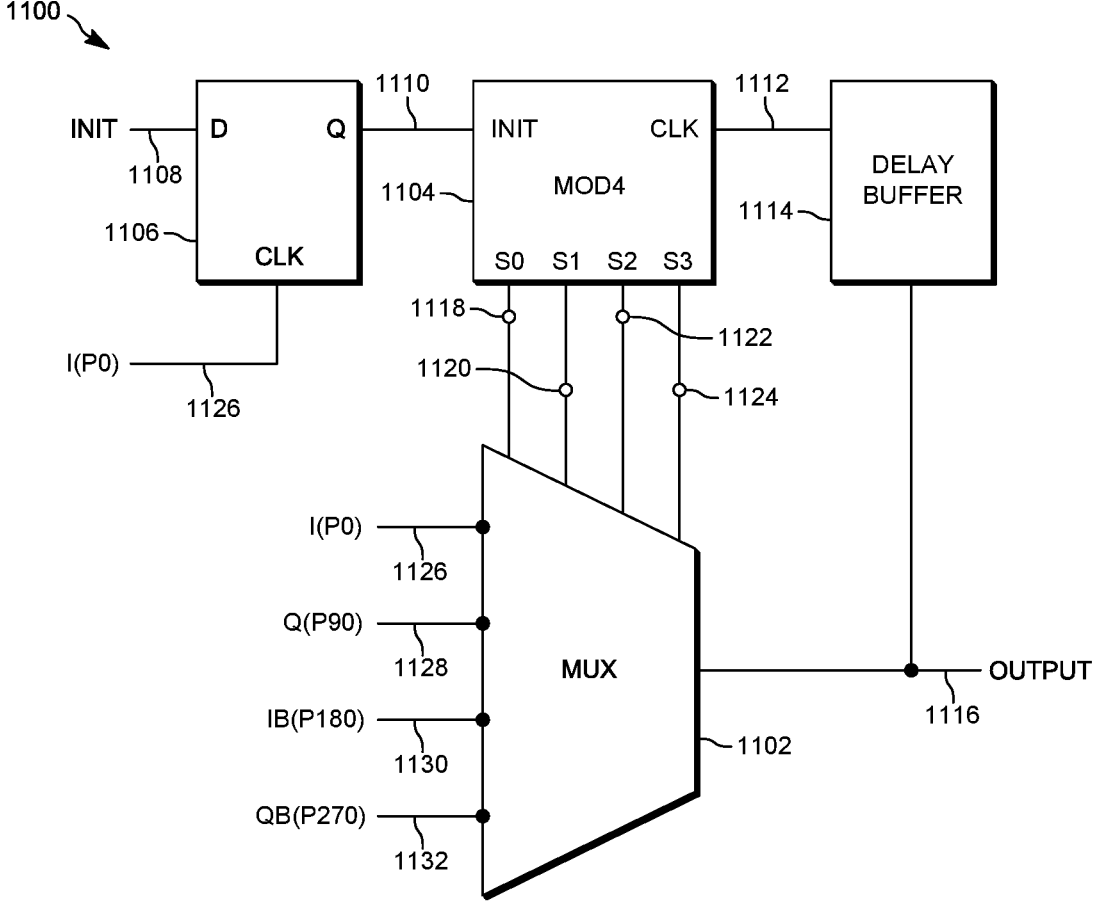 1100
INIT
1108
D
Q
1106
CLK
1110
INIT
CLK
1104
MOD4
S0 S1 S2 S3
1112
DELAY
BUFFER
1114
I(P0)
1126
1118
1122
1120
1124
I(P0)
1126
Q(P90)
1128
IB(P180)
1130
QB(P270)
1132
MUX
1102
OUTPUT
1116